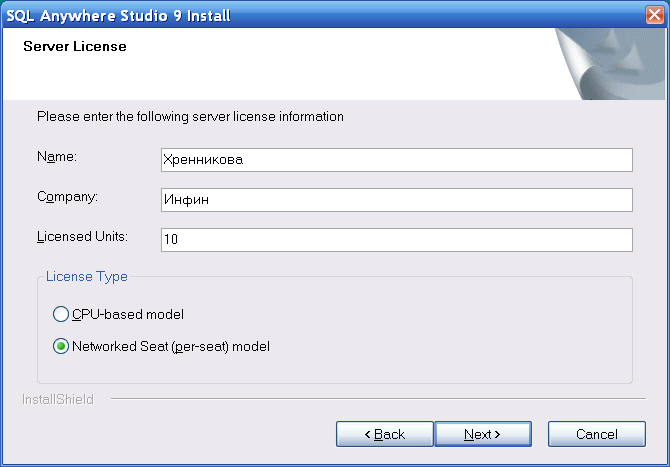 SQL Anywhere Studio 9 Install
Server License
Please enter the following server license information
Name: Хренникова
Company: Инфин
Licensed Units: 10
License Type
CPU-based model
Networked Seat (per-seat) model
InstallShield
< Back Next > Cancel